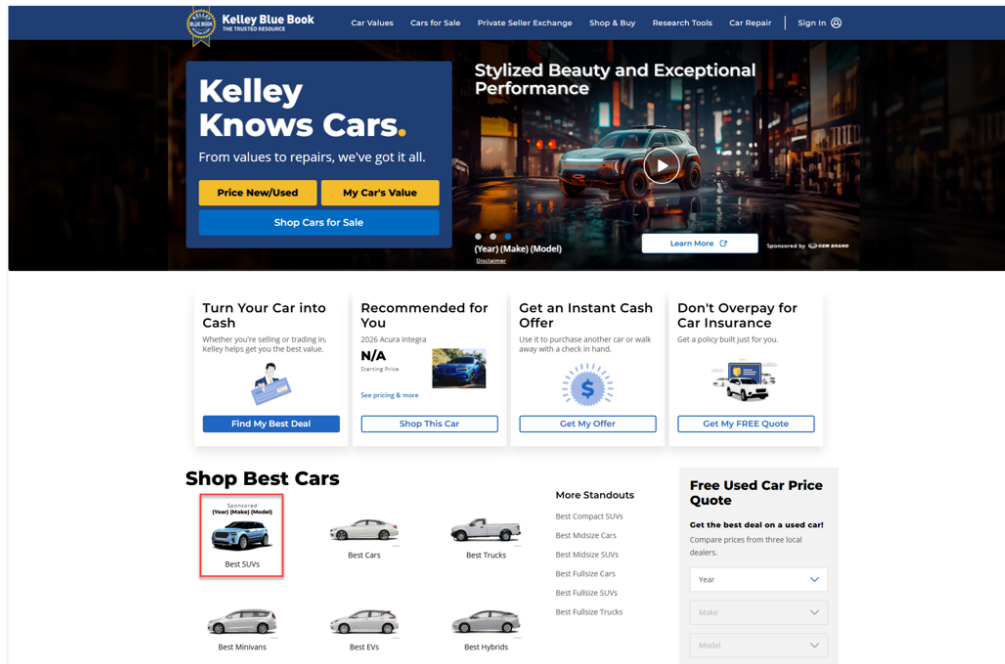 KELLEY
BLUE BOOK
Kelley Blue Book
THE TRUSTED RESOURCE
Car Values
Cars for Sale
Private Seller Exchange
Shop & Buy
Research Tools
Car Repair
Sign In
Kelley
Knows Cars.
From values to repairs, we've got it all.
Price New/Used
My Car's Value
Shop Cars for Sale
Stylized Beauty and Exceptional
Performance
(Year) (Make) (Model)
Disclaimer
Learn More
Sponsored by OEM BRAND
Turn Your Car into
Cash
Whether you're selling or trading in,
Kelley helps get you the best value.
Find My Best Deal
Recommended for
You
2026 Acura Integra
N/A
Starting Price
See pricing & more
Shop This Car
Get an Instant Cash
Offer
Use it to purchase another car or walk
away with a check in hand.
$
Get My Offer
Don't Overpay for
Car Insurance
Get a policy built just for you.
Get My FREE Quote
Shop Best Cars
Sponsored
(Year) (Make) (Model)
Best SUVs
Best Cars
Best Trucks
Best Minivans
Best EVs
Best Hybrids
More Standouts
Best Compact SUVs
Best Midsize Cars
Best Midsize SUVs
Best Fullsize Cars
Best Fullsize SUVs
Best Fullsize Trucks
Free Used Car Price
Quote
Get the best deal on a used car!
Compare prices from three local
dealers.
Year
Make
Model